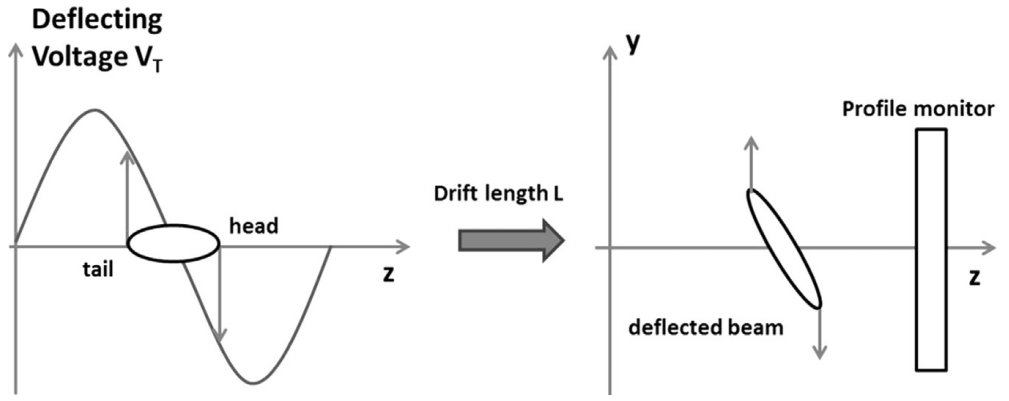 Deflecting
Voltage V_T
head
tail
z
Drift length L
y
Profile monitor
deflected beam
z